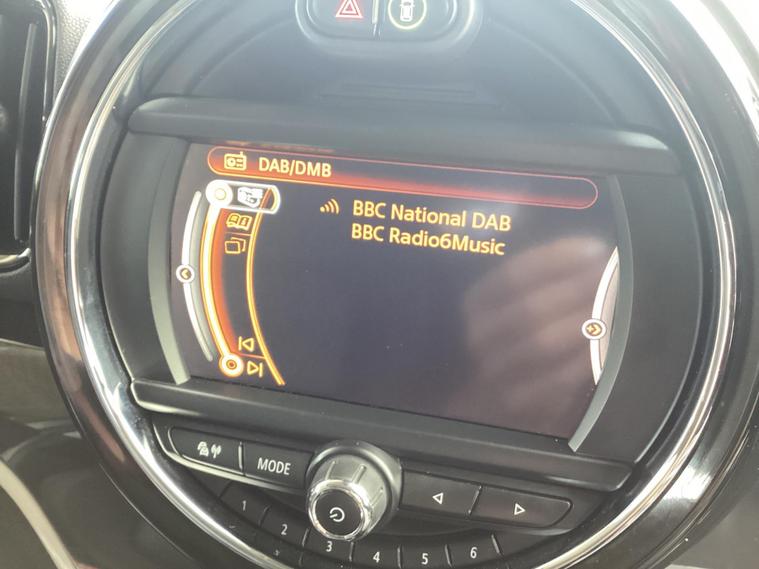 DAB/DMB
BBC National DAB
BBC Radio6Music
MODE
1 2 3 4 5 6